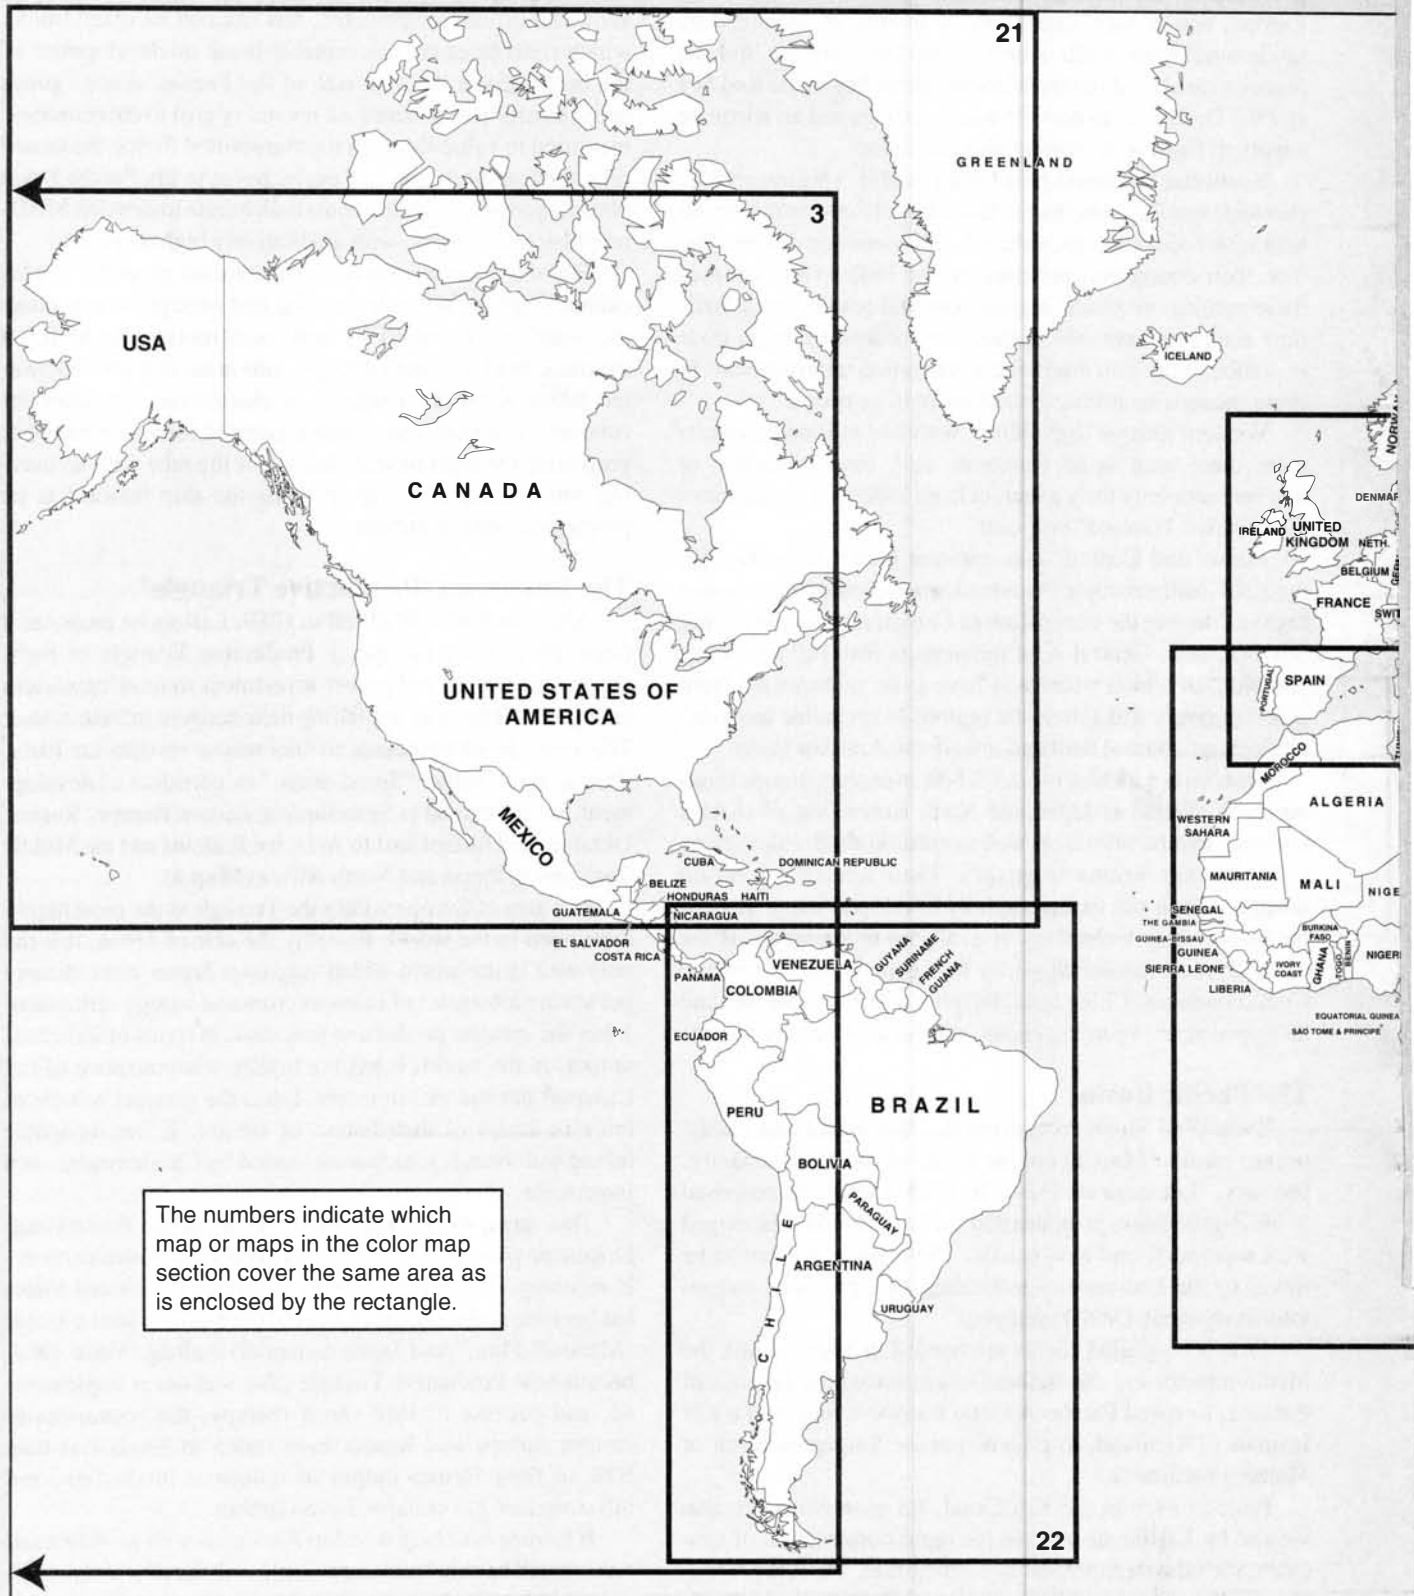 21
GREENLAND
3
USA
ICELAND
NORWAY
CANADA
DENMAR
IRELAND
UNITED
KINGDOM
NETH.
BELGIUM
GERM
FRANCE
SWI
UNITED STATES OF
AMERICA
PORTUGAL
SPAIN
MOROCCO
ALGERIA
MEXICO
WESTERN
SAHARA
CUBA
DOMINICAN REPUBLIC
BELIZE
HONDURAS
HAITI
MAURITANIA
MALI
NIGE
GUATEMALA
NICARAGUA
SENEGAL
THE GAMBIA
GUINEA-BISSAU
GUINEA
SIERRA LEONE
LIBERIA
IVORY
COAST
BURKINA
FASO
GHANA
TOGO
BENIN
NIGERI
EL SALVADOR
COSTA RICA
PANAMA
VENEZUELA
GUYANA
SURINAME
FRENCH
GUIANA
COLOMBIA
EQUATORIAL GUINEA
SAO TOME & PRINCIPE
ECUADOR
PERU
BRAZIL
BOLIVIA
PARAGUAY
CHILE
ARGENTINA
URUGUAY
The numbers indicate which
map or maps in the color map
section cover the same area as
is enclosed by the rectangle.
22